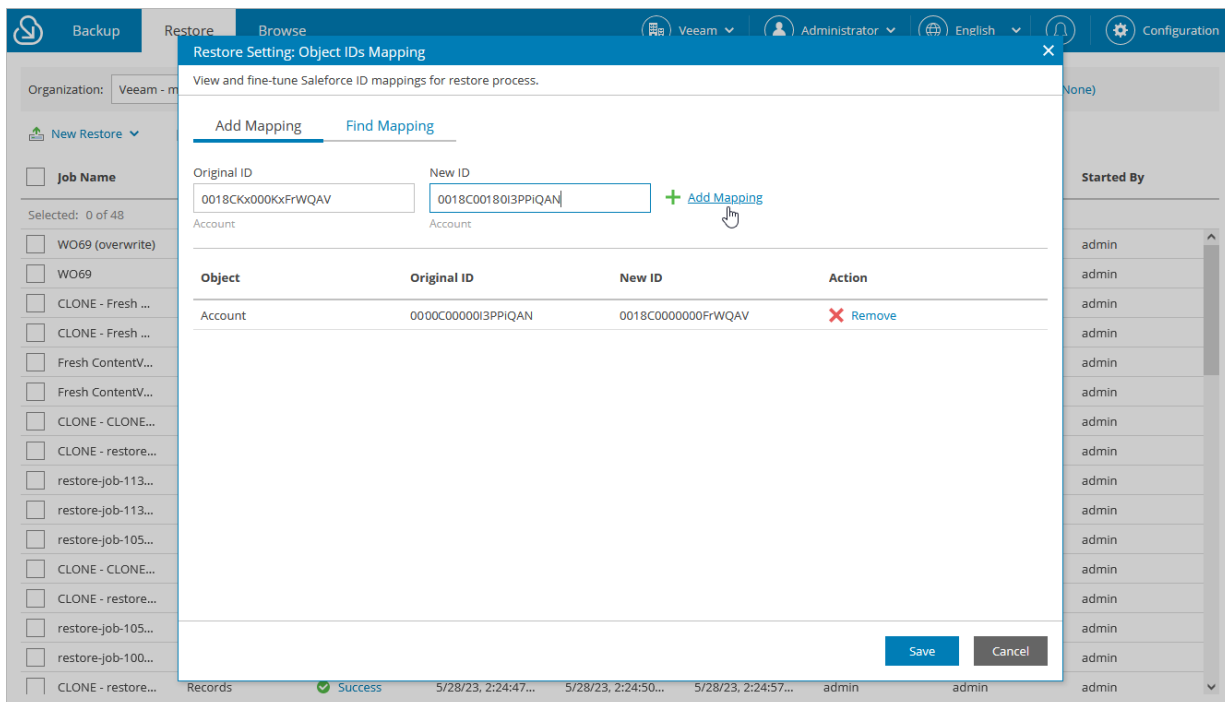 Backup Restore Browse Veeam Administrator English Configuration
Restore Setting: Object IDs Mapping
View and fine-tune Saleforce ID mappings for restore process.
Organization: Veeam - m None)
Add Mapping Find Mapping
New Restore
Original ID New ID
Job Name Started By
0018CKx000KxFrWQAV 0018C00180I3PPiQAN Add Mapping
Selected: 0 of 48
Account Account
WO69 (overwrite) admin
WO69 admin
Object Original ID New ID Action
CLONE - Fresh ... admin
Account 0000C00000I3PPiQAN 0018C0000000FrWQAV Remove
CLONE - Fresh ... admin
Fresh ContentV... admin
Fresh ContentV... admin
CLONE - CLONE... admin
CLONE - restore... admin
restore-job-113... admin
restore-job-113... admin
restore-job-105... admin
CLONE - CLONE... admin
CLONE - restore... admin
restore-job-105... admin
restore-job-100... admin
Save Cancel
CLONE - restore... Records Success 5/28/23, 2:24:47... 5/28/23, 2:24:50... 5/28/23, 2:24:57... admin admin admin